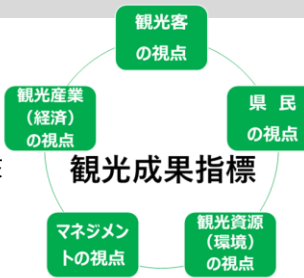 観光客
の視点
観光産業
（経済）
の視点
県 民
の視点
観光成果指標
マネジメン
トの視点
観光資源
（環境）
の視点